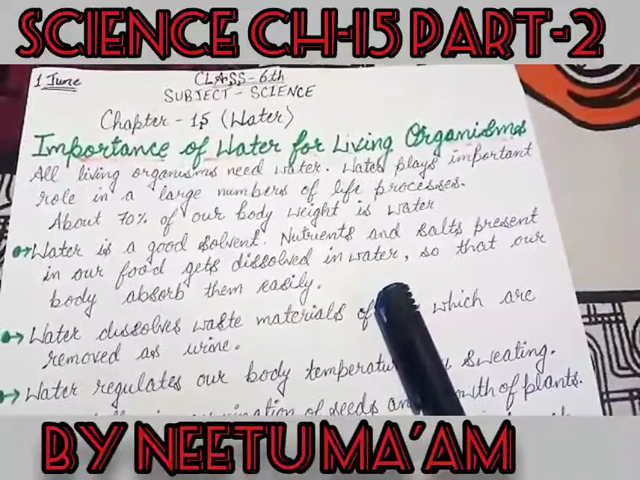 SCIENCE CH-15 PART-2
1 June
CLASS-6th
SUBJECT - SCIENCE
Chapter - 15 (Water)
Importance of Water for Living Organisms
All living organisms need water. Water plays important
role in a large numbers of life processes.
About 70% of our body weight is water
Water is a good solvent. Nutrients and salts present
in our food gets dissolved in water, so that our
body absorb them easily.
Water dissolves waste materials of which are
removed as urine.
Water regulates our body sweating.
of seeds and of plants.
BY NEETU MA'AM